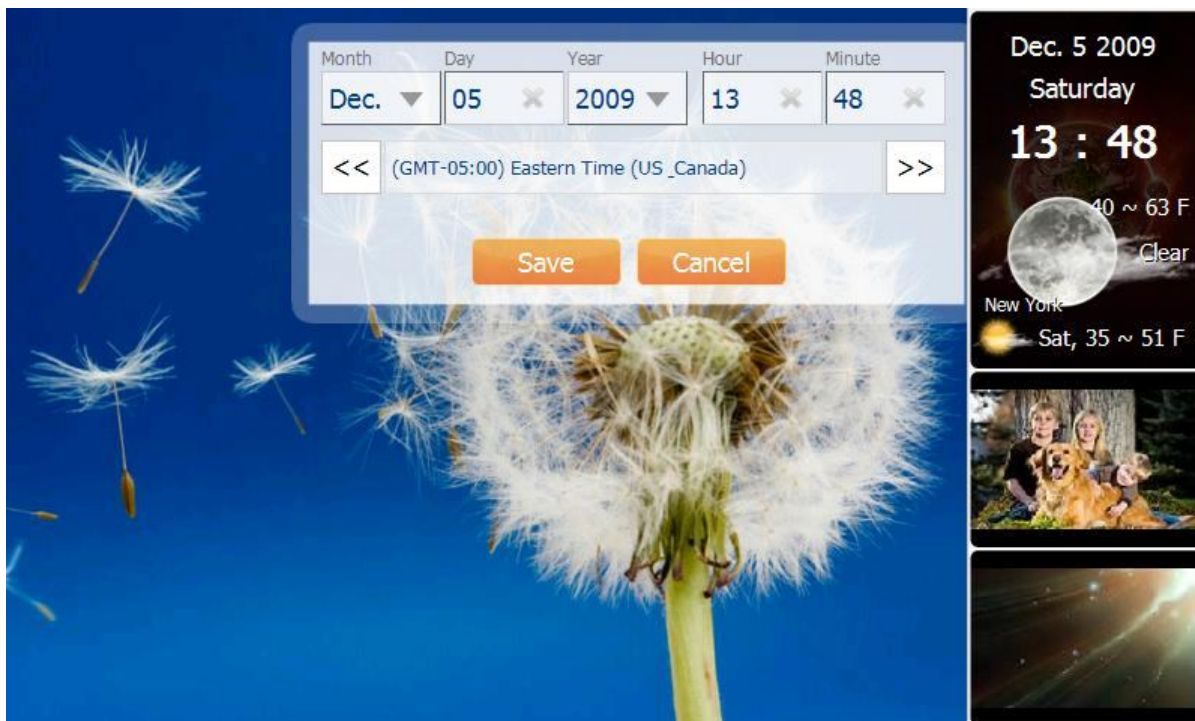 Month Day Year Hour Minute
Dec. 05 2009 13 48
<< (GMT-05:00) Eastern Time (US _Canada) >>
Save Cancel
Dec. 5 2009
Saturday
13 : 48
40 ~ 63 F
Clear
New York
Sat, 35 ~ 51 F